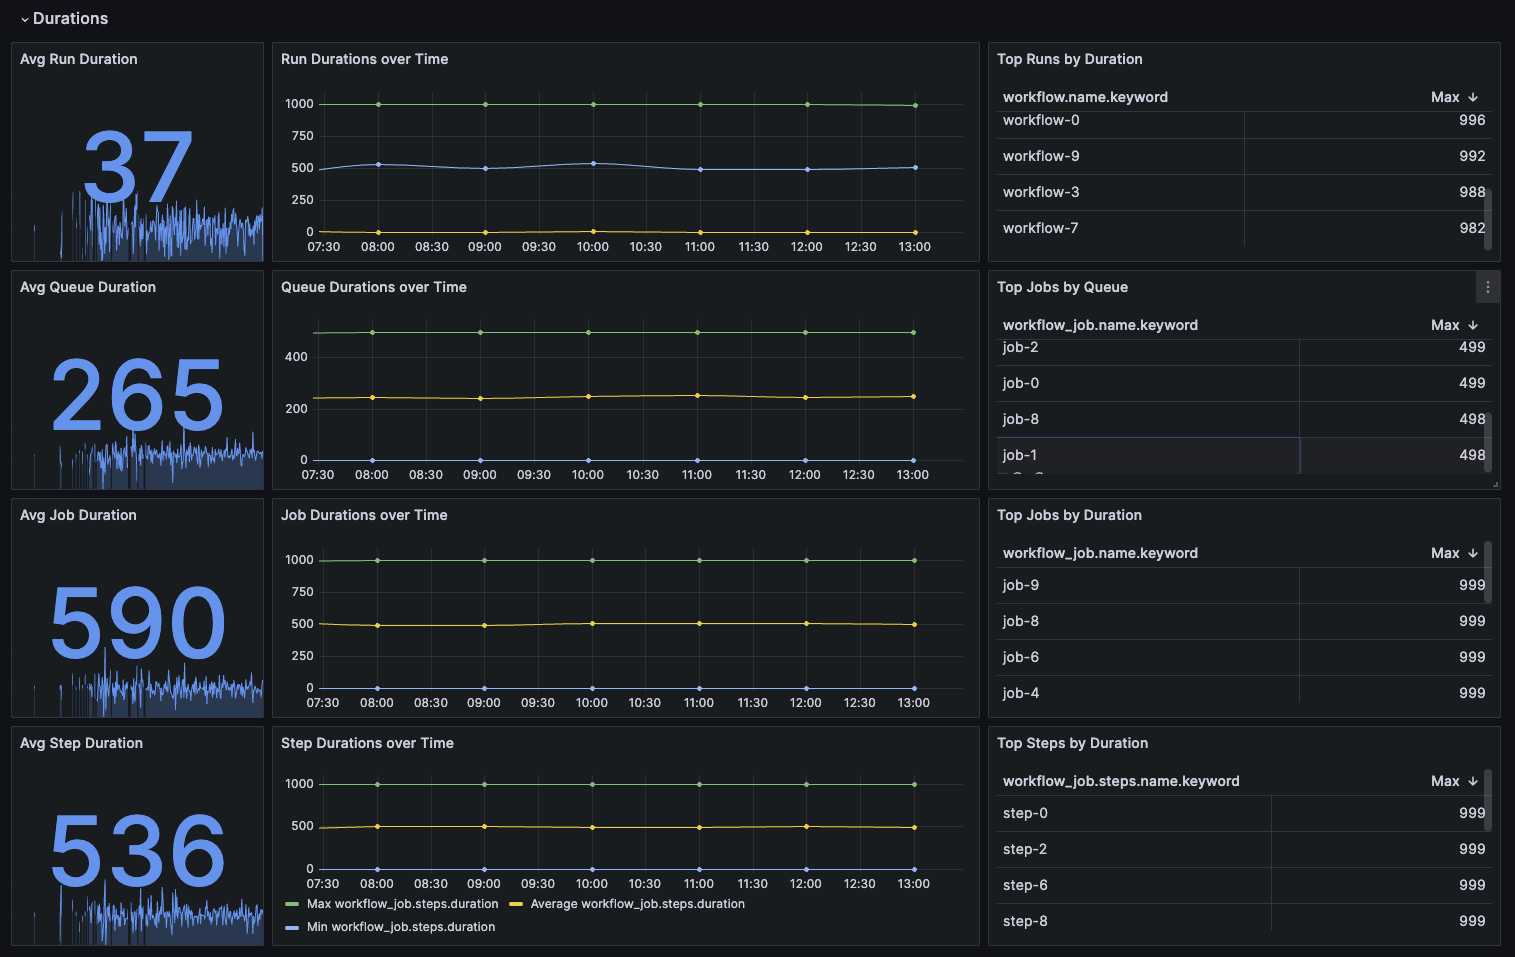 Durations
Avg Run Duration
37
Run Durations over Time
1000
750
500
250
0
07:30 08:00 08:30 09:00 09:30 10:00 10:30 11:00 11:30 12:00 12:30 13:00
Top Runs by Duration
workflow.name.keyword Max
workflow-0 996
workflow-9 992
workflow-3 988
workflow-7 982
Avg Queue Duration
265
Queue Durations over Time
400
200
0
07:30 08:00 08:30 09:00 09:30 10:00 10:30 11:00 11:30 12:00 12:30 13:00
Top Jobs by Queue
workflow_job.name.keyword Max
job-2 499
job-0 499
job-8 498
job-1 498
Avg Job Duration
590
Job Durations over Time
1000
750
500
250
0
07:30 08:00 08:30 09:00 09:30 10:00 10:30 11:00 11:30 12:00 12:30 13:00
Top Jobs by Duration
workflow_job.name.keyword Max
job-9 999
job-8 999
job-6 999
job-4 999
Avg Step Duration
536
Step Durations over Time
1000
500
0
07:30 08:00 08:30 09:00 09:30 10:00 10:30 11:00 11:30 12:00 12:30 13:00
Max workflow_job.steps.duration Average workflow_job.steps.duration
Min workflow_job.steps.duration
Top Steps by Duration
workflow_job.steps.name.keyword Max
step-0 999
step-2 999
step-6 999
step-8 999